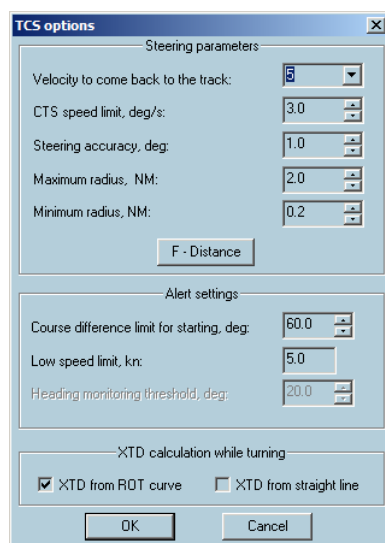 TCS options
Steering parameters
Velocity to come back to the track: 5
CTS speed limit, deg/s: 3.0
Steering accuracy, deg: 1.0
Maximum radius, NM: 2.0
Minimum radius, NM: 0.2
F - Distance
Alert settings
Course difference limit for starting, deg: 60.0
Low speed limit, kn: 5.0
Heading monitoring threshold, deg: 20.0
XTD calculation while turning
XTD from ROT curve XTD from straight line
OK Cancel